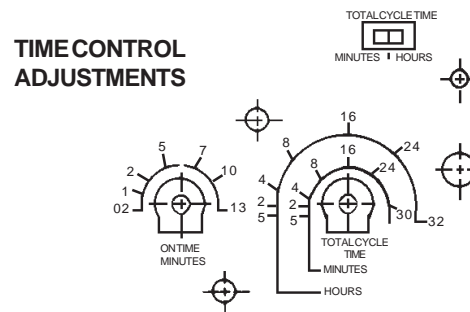 TIME CONTROL
ADJUSTMENTS
TOTAL CYCLE TIME
MINUTES HOURS
02 1 2 5 7 10 13
ON TIME
MINUTES
5 2 4 8 16 24 32
5 2 4 8 16 24 30
TOTAL CYCLE
TIME
MINUTES
HOURS